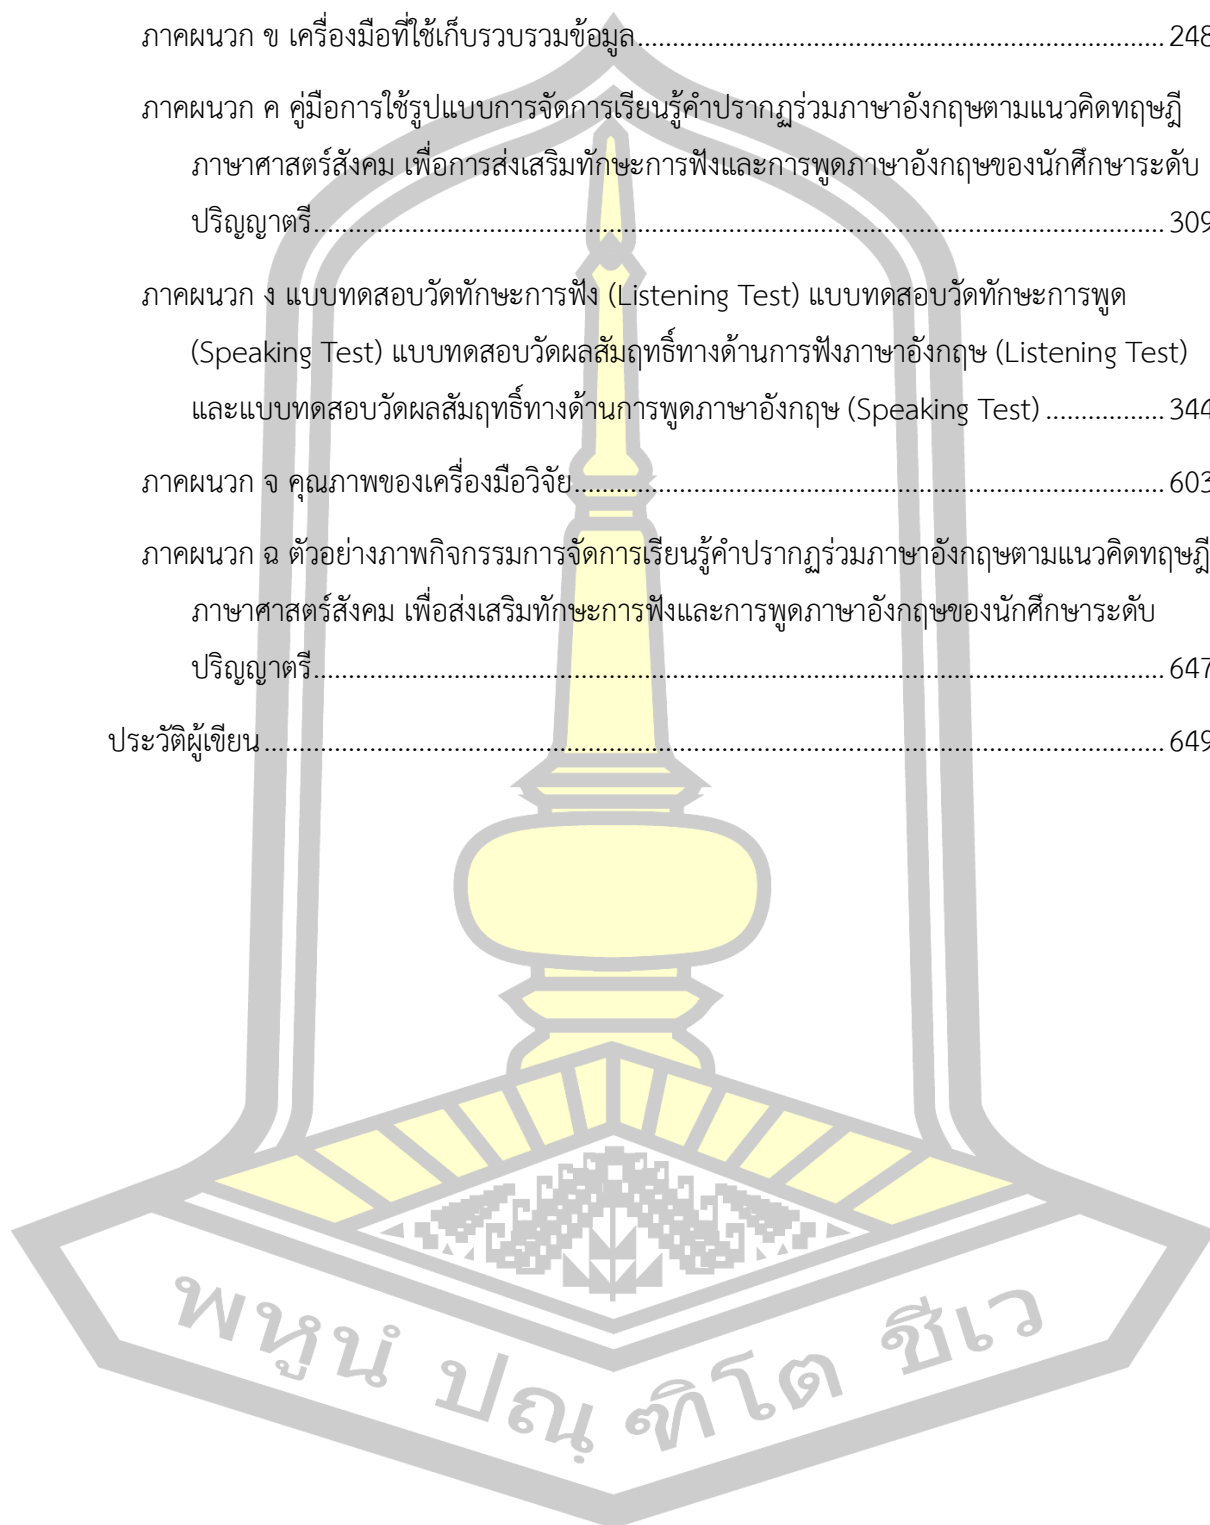 ภาคผนวก ข เครื่องมือที่ใช้เก็บรวบรวมข้อมูล.................................................................................. 248
ภาคผนวก ค คู่มือการใช้รูปแบบการจัดการเรียนรู้คำปรากฏร่วมภาษาอังกฤษตามแนวคิดทฤษฎี
ภาษาศาสตร์สังคม เพื่อการส่งเสริมทักษะการฟังและการพูดภาษาอังกฤษของนักศึกษาระดับ
ปริญญาตรี.................................................................................................................... 309
ภาคผนวก ง แบบทดสอบวัดทักษะการฟัง (Listening Test) แบบทดสอบวัดทักษะการพูด
(Speaking Test) แบบทดสอบวัดผลสัมฤทธิ์ทางด้านการฟังภาษาอังกฤษ (Listening Test)
และแบบทดสอบวัดผลสัมฤทธิ์ทางด้านการพูดภาษาอังกฤษ (Speaking Test) ................ 344
ภาคผนวก จ คุณภาพของเครื่องมือวิจัย................................................................................ 603
ภาคผนวก ฉ ตัวอย่างภาพกิจกรรมการจัดการเรียนรู้คำปรากฏร่วมภาษาอังกฤษตามแนวคิดทฤษฎี
ภาษาศาสตร์สังคม เพื่อส่งเสริมทักษะการฟังและการพูดภาษาอังกฤษของนักศึกษาระดับ
ปริญญาตรี.................................................................................................................... 647
ประวัติผู้เขียน........................................................................................................................... 649
พหูนํ ปณฺฑิโต ชีเว